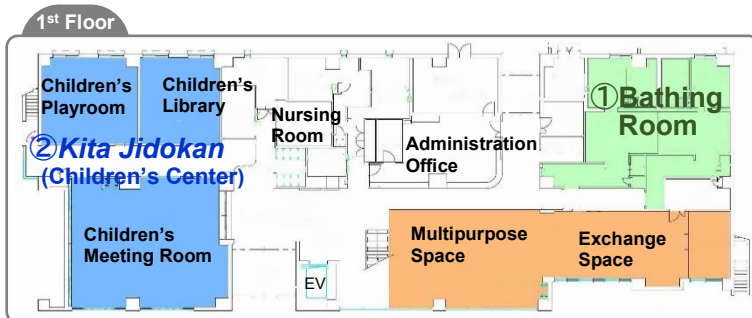 1st Floor
Children's
Playroom
Children's
Library
Nursing
Room
Administration
Office
①Bathing
Room
②Kita Jidokan
(Children's Center)
Children's
Meeting Room
EV
Multipurpose
Space
Exchange
Space